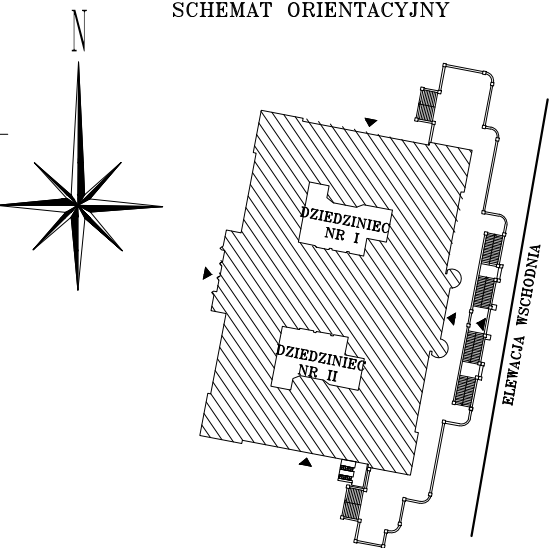 SCHEMAT ORIENTACYJNY
N
DZIEDZINIEC
NR I
DZIEDZINIEC
NR II
ELEWACJA WSCHODNIA